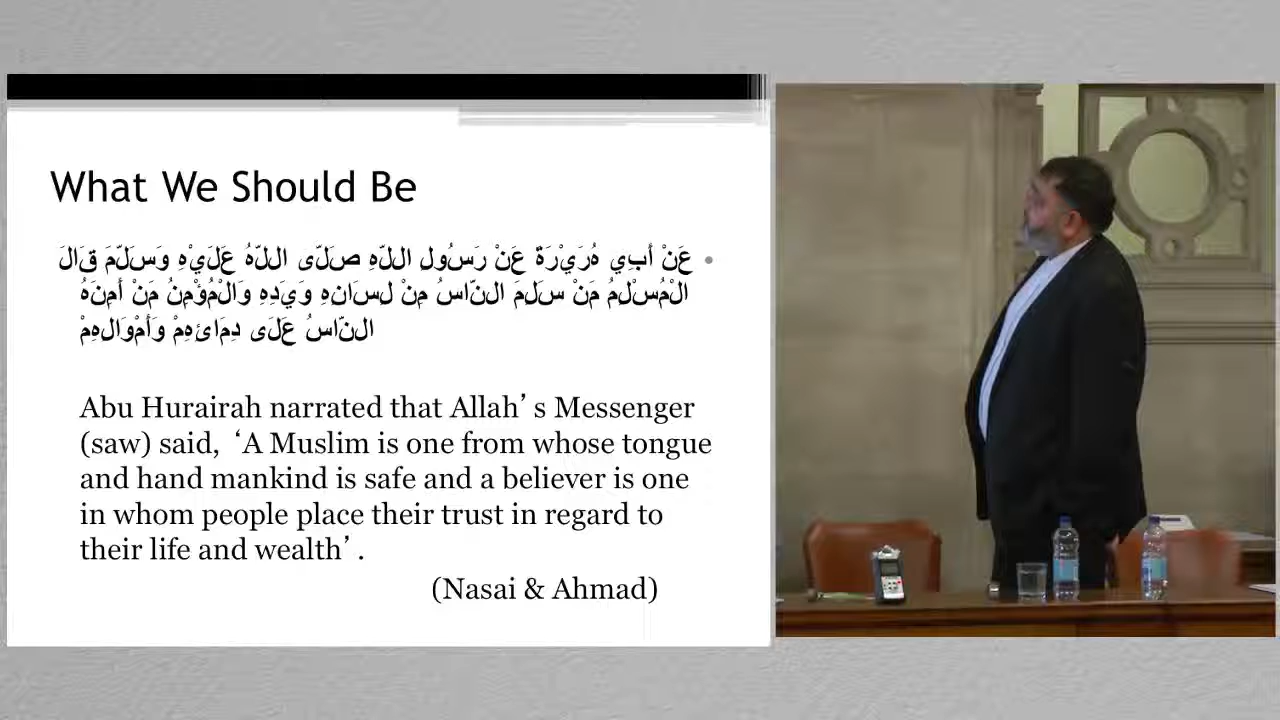 What We Should Be
• عَنْ أَبِي هُرَيْرَةَ عَنْ رَسُولِ اللّهِ صَلّى اللّهُ عَلَيْهِ وَسَلّمَ قَالَ
الْمُسْلِمُ مَنْ سَلِمَ النّاسُ مِنْ لِسَانِهِ وَيَدِهِ وَالْمُؤْمِنُ مَنْ أَمِنَهُ
النّاسُ عَلَى دِمَائِهِمْ وَأَمْوَالِهِمْ
Abu Hurairah narrated that Allah’s Messenger
(saw) said, ‘A Muslim is one from whose tongue
and hand mankind is safe and a believer is one
in whom people place their trust in regard to
their life and wealth’.
(Nasai & Ahmad)